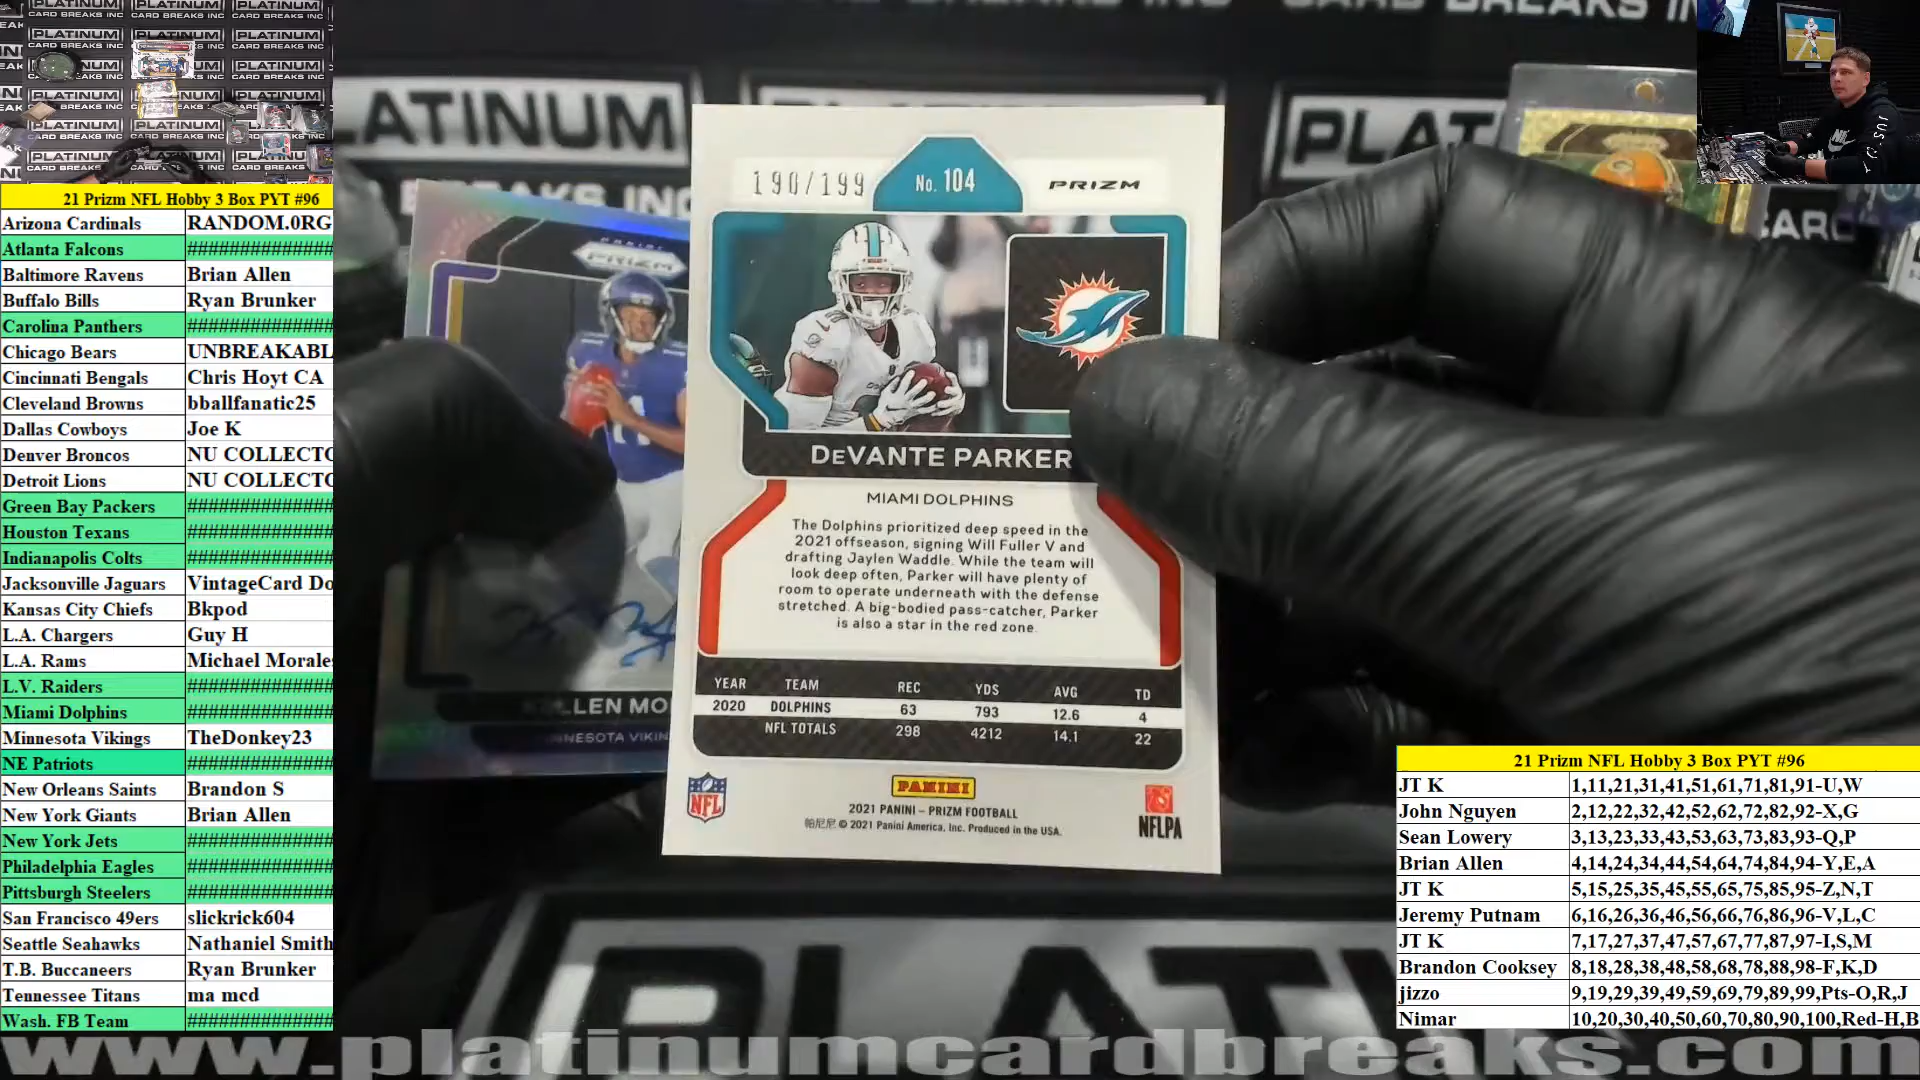 21 Prizm NFL Hobby 3 Box PYT #96
Arizona Cardinals RANDOM.0RG
Atlanta Falcons ###############
Baltimore Ravens Brian Allen
Buffalo Bills Ryan Brunker
Carolina Panthers ###############
Chicago Bears UNBREAKABL
Cincinnati Bengals Chris Hoyt CA
Cleveland Browns bballfanatic25
Dallas Cowboys Joe K
Denver Broncos NU COLLECTO
Detroit Lions NU COLLECTO
Green Bay Packers ###############
Houston Texans ###############
Indianapolis Colts ###############
Jacksonville Jaguars VintageCard Do
Kansas City Chiefs Bkpod
L.A. Chargers Guy H
L.A. Rams Michael Morales
L.V. Raiders ###############
Miami Dolphins ###############
Minnesota Vikings TheDonkey23
NE Patriots ###############
New Orleans Saints Brandon S
New York Giants Brian Allen
New York Jets ###############
Philadelphia Eagles ###############
Pittsburgh Steelers ###############
San Francisco 49ers slickrick604
Seattle Seahawks Nathaniel Smith
T.B. Buccaneers Ryan Brunker
Tennessee Titans ma mcd
Wash. FB Team ###############
PLATINUM
CARD BREAKS INC
190/199
No. 104
PRIZM
DEVANTE PARKER
MIAMI DOLPHINS
The Dolphins prioritized deep speed in the
2021 offseason, signing Will Fuller V and
drafting Jaylen Waddle. While the team will
look deep often, Parker will have plenty of
room to operate underneath with the defense
stretched. A big-bodied pass-catcher, Parker
is also a star in the red zone.
YEAR TEAM REC YDS AVG TD
2020 DOLPHINS 63 793 12.6 4
NFL TOTALS 298 4212 14.1 22
NFL
PANINI
2021 PANINI – PRIZM FOOTBALL
帕尼尼 © 2021 Panini America, Inc. Produced in the USA.
NFLPA
PANINI
PRIZM
LLEN MO
NNESOTA VIKIN
21 Prizm NFL Hobby 3 Box PYT #96
JT K 1,11,21,31,41,51,61,71,81,91-U,W
John Nguyen 2,12,22,32,42,52,62,72,82,92-X,G
Sean Lowery 3,13,23,33,43,53,63,73,83,93-Q,P
Brian Allen 4,14,24,34,44,54,64,74,84,94-Y,E,A
JT K 5,15,25,35,45,55,65,75,85,95-Z,N,T
Jeremy Putnam 6,16,26,36,46,56,66,76,86,96-V,L,C
JT K 7,17,27,37,47,57,67,77,87,97-I,S,M
Brandon Cooksey 8,18,28,38,48,58,68,78,88,98-F,K,D
jizzo 9,19,29,39,49,59,69,79,89,99,Pts-O,R,J
Nimar 10,20,30,40,50,60,70,80,90,100,Red-H,B
www.platinumcardbreaks.com